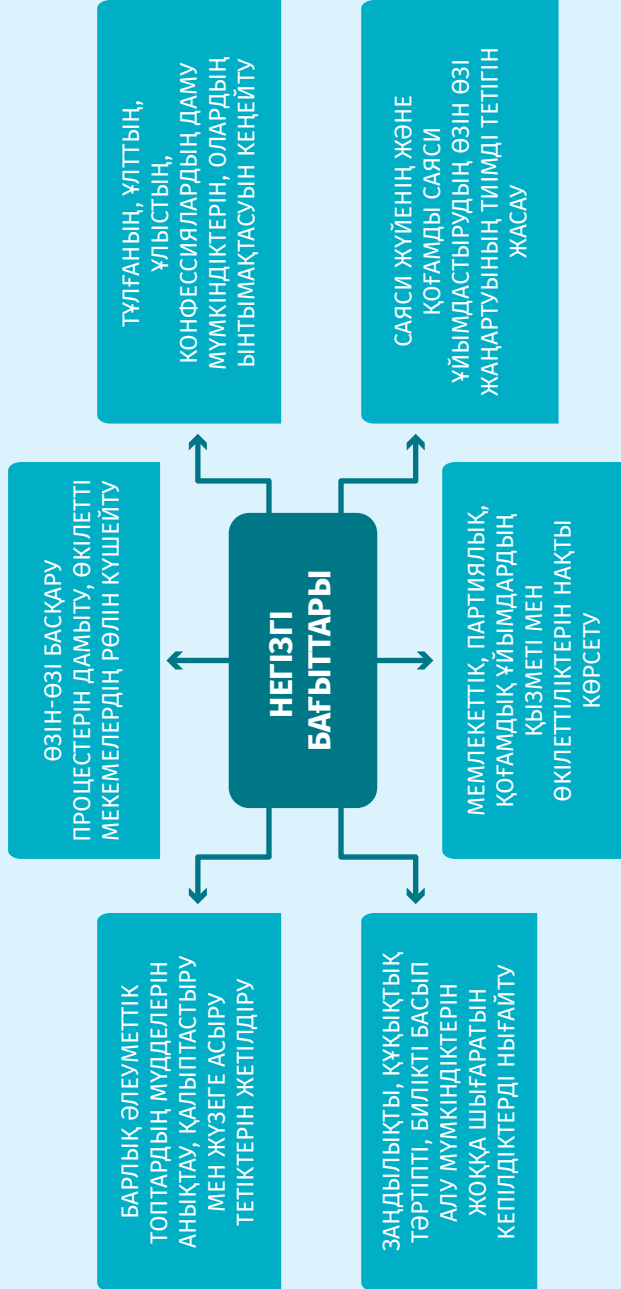 БАРЛЫҚ ӘЛЕУМЕТТІК
ТОПТАРДЫҢ МҮДДЕЛЕРІН
АНЫҚТАУ, ҚАЛЫПТАСТЫРУ
МЕН ЖҮЗЕГЕ АСЫРУ
ТЕТІКТЕРІН ЖЕТІЛДІРУ
ӨЗІН-ӨЗІ БАСҚАРУ
ПРОЦЕСТЕРІН ДАМЫТУ, ӨКІЛЕТТІ
МЕКЕМЕЛЕРДІҢ РӨЛІН КҮШЕЙТУ
ТҰЛҒАНЫҢ, ҰЛТТЫҢ,
ҰЛЫСТЫҢ,
КОНФЕССИЯЛАРДЫҢ ДАМУ
МҮМКІНДІКТЕРІН, ОЛАРДЫҢ
ЫНТЫМАҚТАСУЫН КЕҢЕЙТУ
НЕГІЗГІ
БАҒЫТТАРЫ
ЗАҢДЫЛЫҚТЫ, ҚҰҚЫҚТЫҚ
ТӘРТІПТІ, БИЛІКТІ БАСЫП
АЛУ МҮМКІНДІКТЕРІН
ЖОҚҚА ШЫҒАРАТЫН
КЕПІЛДІКТЕРДІ НЫҒАЙТУ
МЕМЛЕКЕТТІК, ПАРТИЯЛЫҚ,
ҚОҒАМДЫҚ ҰЙЫМДАРДЫҢ
ҚЫЗМЕТІ МЕН
ӨКІЛЕТТІЛІКТЕРІН НАҚТЫ
КӨРСЕТУ
САЯСИ ЖҮЙЕНІҢ ЖӘНЕ
ҚОҒАМДЫ САЯСИ
ҰЙЫМДАСТЫРУДЫҢ ӨЗІН ӨЗІ
ЖАҢАРТУЫНЫҢ ТИІМДІ ТЕТІГІН
ЖАСАУ